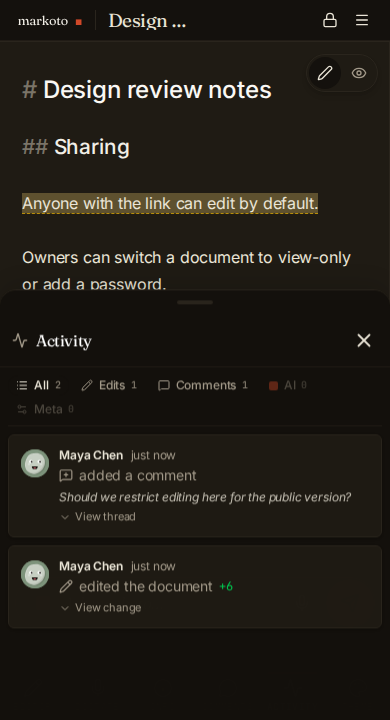 markoto
Design ...
# Design review notes
## Sharing
Anyone with the link can edit by default.
Owners can switch a document to view-only
or add a password.
Activity
All 2 Edits 1 Comments 1 AI 0
Meta 0
Maya Chen just now
added a comment
Should we restrict editing here for the public version?
View thread
Maya Chen just now
edited the document +6
View change